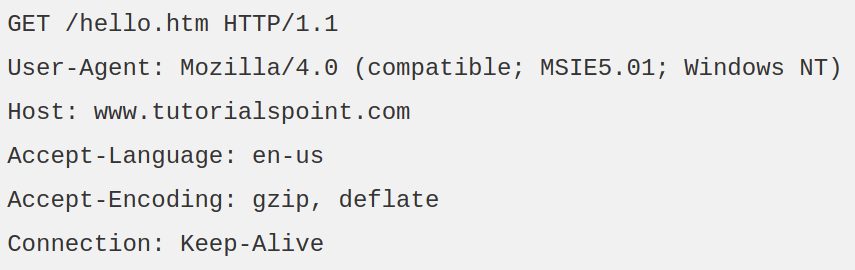 GET /hello.htm HTTP/1.1
User-Agent: Mozilla/4.0 (compatible; MSIE5.01; Windows NT)
Host: www.tutorialspoint.com
Accept-Language: en-us
Accept-Encoding: gzip, deflate
Connection: Keep-Alive